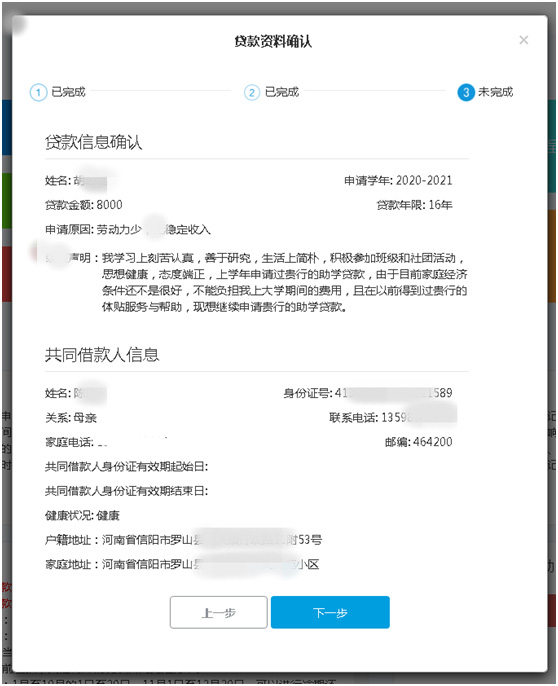 贷款资料确认
×
1 已完成
2 已完成
3 未完成
贷款信息确认
姓名: 胡
申请学年: 2020-2021
贷款金额: 8000
贷款年限: 16年
申请原因: 劳动力少 稳定收入
声明：我学习上刻苦认真，善于研究，生活上简朴，积极参加班级和社团活动，
思想健康，志度端正，上学年申请过贵行的助学贷款，由于目前家庭经济
条件还不是很好，不能负担我上大学期间的费用，且在以前得到过贵行的
体贴服务与帮助，现想继续申请贵行的助学贷款。
共同借款人信息
姓名: 陈
身份证号: 41 1589
关系: 母亲
联系电话: 1359
家庭电话:
邮编: 464200
共同借款人身份证有效期起始日:
共同借款人身份证有效期结束日:
健康状况: 健康
户籍地址：河南省信阳市罗山县 附53号
家庭地址：河南省信阳市罗山县 小区
上一步
下一步